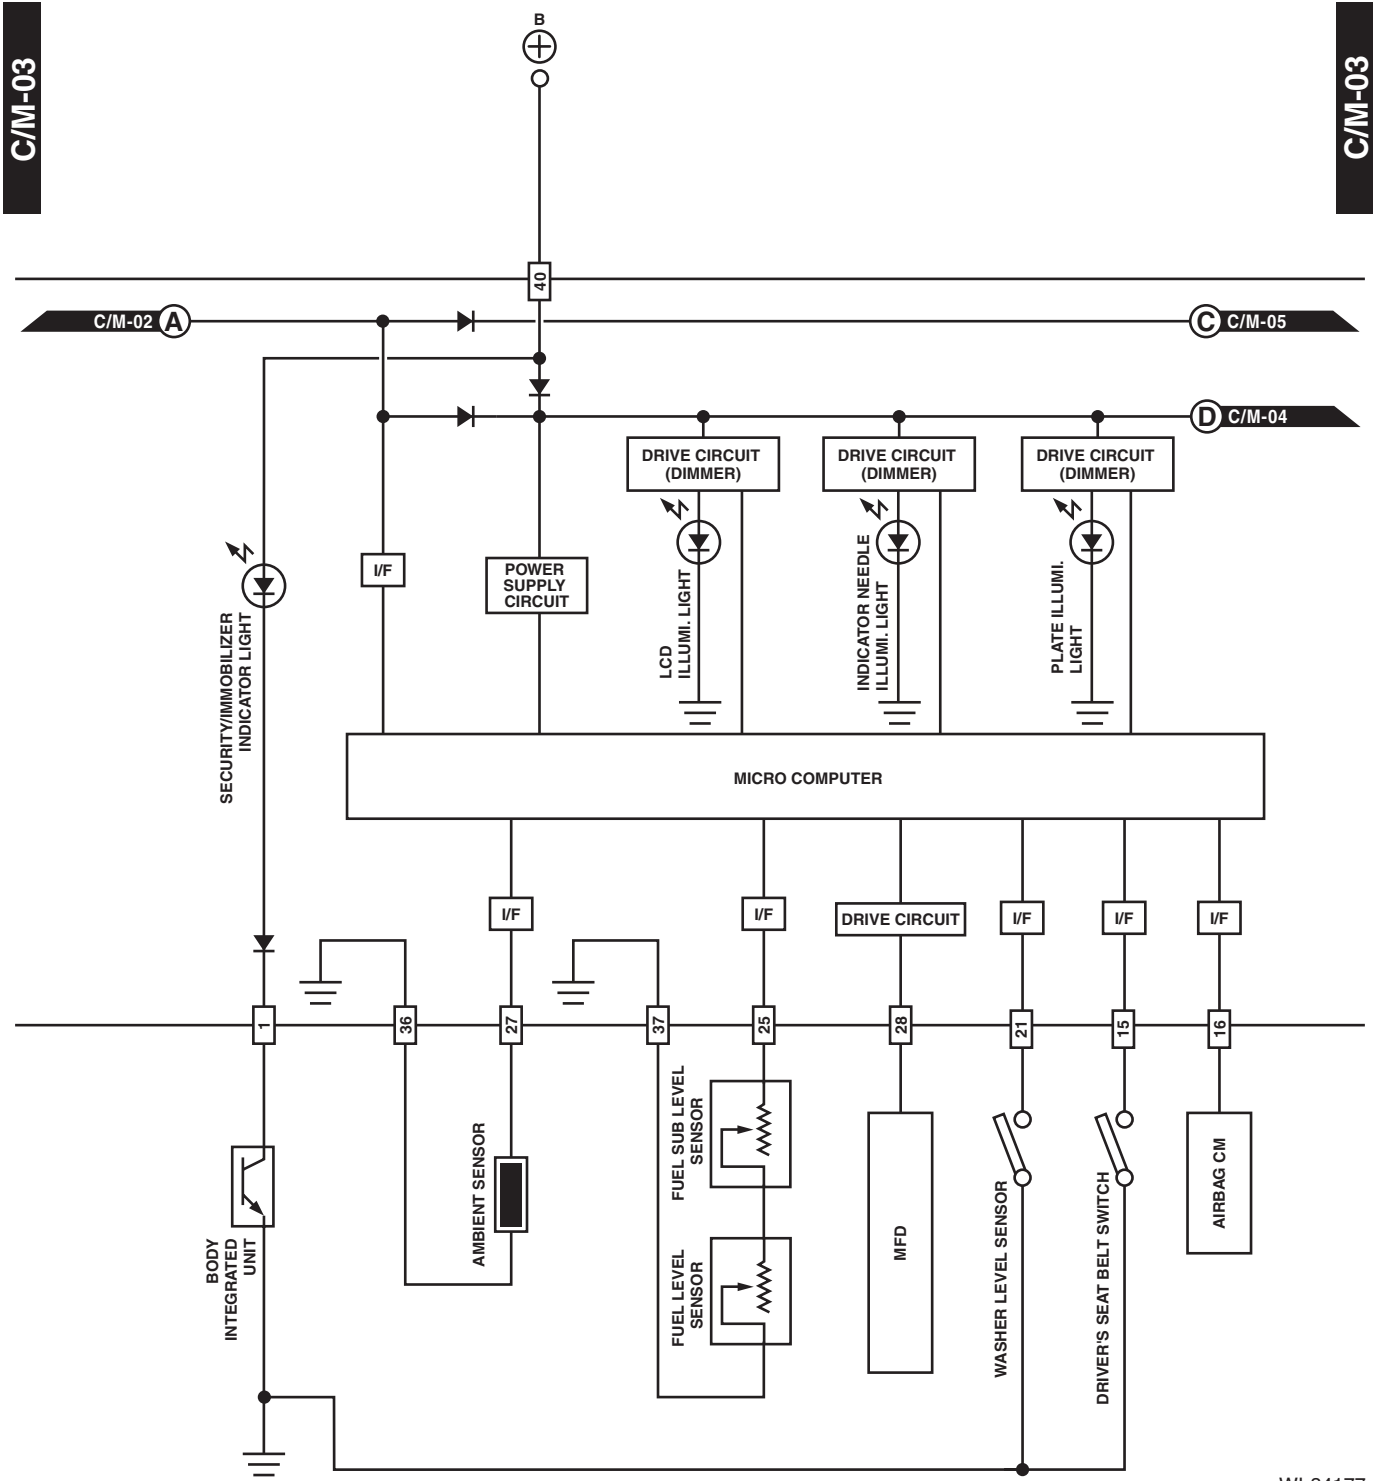 C/M-03
C/M-03
B
40
C/M-02 A
C C/M-05
D C/M-04
DRIVE CIRCUIT
(DIMMER)
DRIVE CIRCUIT
(DIMMER)
DRIVE CIRCUIT
(DIMMER)
SECURITY/IMMOBILIZER
INDICATOR LIGHT
I/F
POWER
SUPPLY
CIRCUIT
LCD
ILLUMI. LIGHT
INDICATOR NEEDLE
ILLUMI. LIGHT
PLATE ILLUMI.
LIGHT
MICRO COMPUTER
I/F
I/F
DRIVE CIRCUIT
I/F
I/F
I/F
1
36
27
37
25
28
21
15
16
BODY
INTEGRATED
UNIT
AMBIENT SENSOR
FUEL SUB LEVEL
SENSOR
FUEL LEVEL
SENSOR
MFD
WASHER LEVEL SENSOR
DRIVER'S SEAT BELT SWITCH
AIRBAG CM